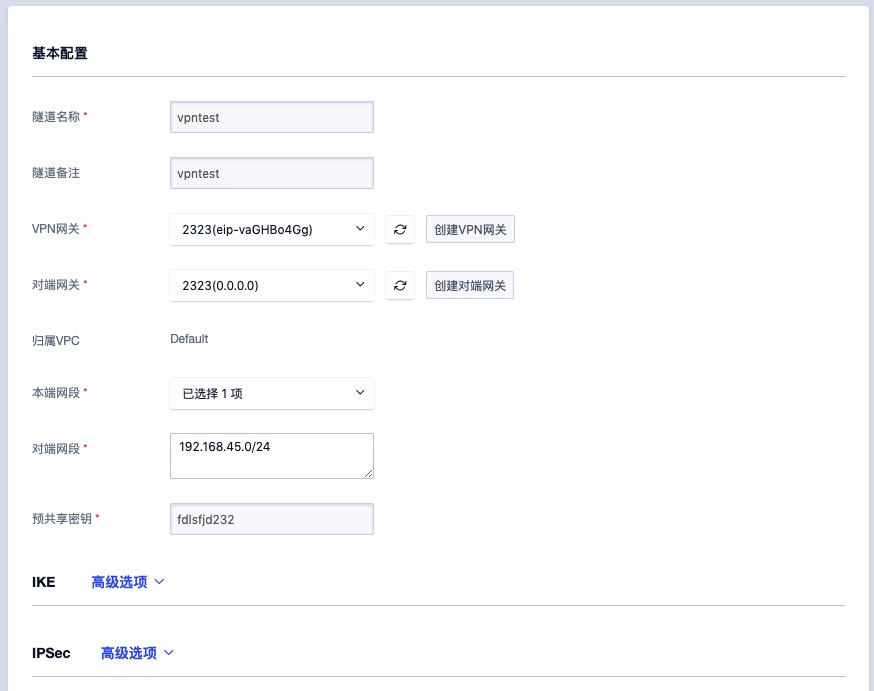 基本配置
隧道名称 * vpntest
隧道备注 vpntest
VPN网关 * 2323(eip-vaGHBo4Gg) 创建VPN网关
对端网关 * 2323(0.0.0.0) 创建对端网关
归属VPC Default
本端网段 * 已选择 1 项
对端网段 * 192.168.45.0/24
预共享密钥 * fdlsfjd232
IKE 高级选项
IPSec 高级选项